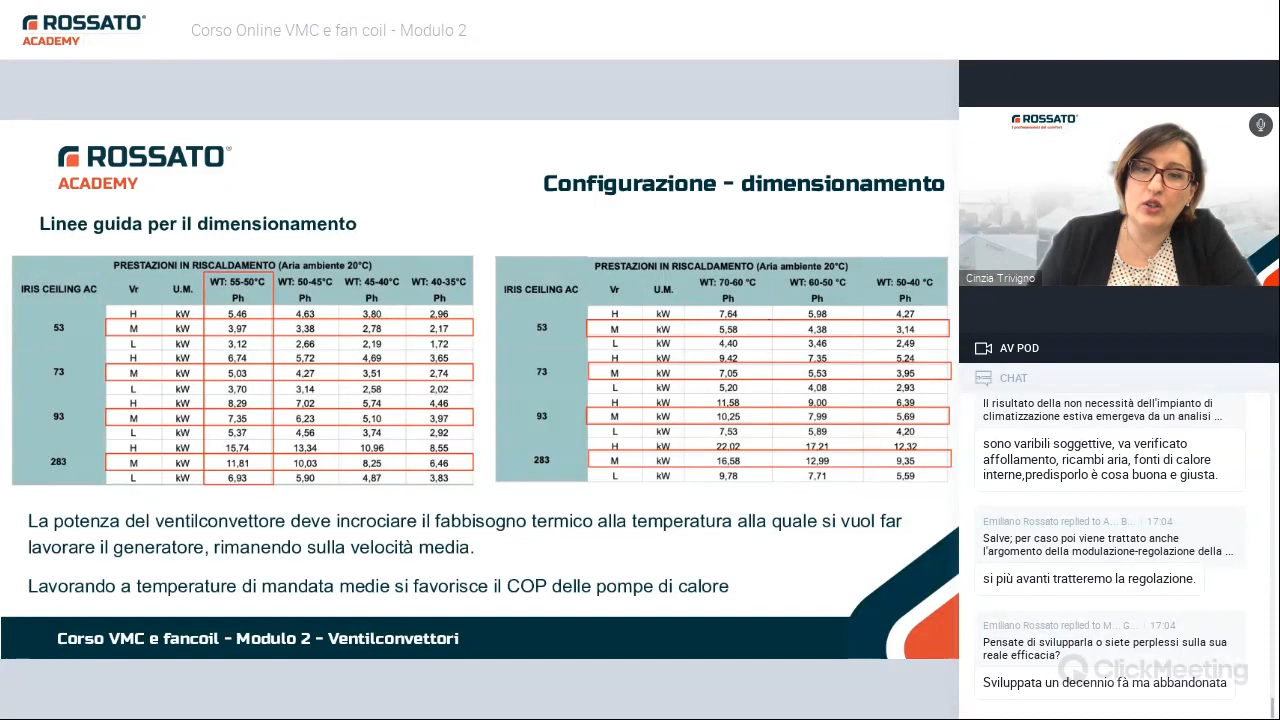 ROSSATO
ACADEMY
Corso Online VMC e fan coil - Modulo 2
ROSSATO
ACADEMY
Configurazione - dimensionamento
Linee guida per il dimensionamento
PRESTAZIONI IN RISCALDAMENTO (Aria ambiente 20°C)
IRIS CEILING AC Vr U.M. WT: 55-50°C WT: 50-45°C WT: 45-40°C WT: 40-35°C
Ph Ph Ph Ph
H kW 5,46 4,63 3,80 2,96
53 M kW 3,97 3,38 2,78 2,17
L kW 3,12 2,66 2,19 1,72
H kW 6,74 5,72 4,69 3,65
73 M kW 5,03 4,27 3,51 2,74
L kW 3,70 3,14 2,58 2,02
H kW 8,29 7,02 5,74 4,46
93 M kW 7,35 6,23 5,10 3,97
L kW 5,37 4,56 3,74 2,92
H kW 15,74 13,34 10,96 8,55
283 M kW 11,81 10,03 8,25 6,46
L kW 6,93 5,90 4,87 3,83
PRESTAZIONI IN RISCALDAMENTO (Aria ambiente 20°C)
IRIS CEILING AC Vr U.M. WT: 70-60 °C WT: 60-50 °C WT: 50-40 °C
Ph Ph Ph
H kW 7,64 5,98 4,27
53 M kW 5,58 4,38 3,14
L kW 4,40 3,46 2,49
H kW 9,42 7,35 5,24
73 M kW 7,05 5,53 3,95
L kW 5,20 4,08 2,93
H kW 11,58 9,00 6,39
93 M kW 10,25 7,99 5,69
L kW 7,53 5,89 4,20
H kW 22,02 17,21 12,32
283 M kW 16,58 12,99 9,35
L kW 9,78 7,71 5,59
La potenza del ventilconvettore deve incrociare il fabbisogno termico alla temperatura alla quale si vuol far
lavorare il generatore, rimanendo sulla velocità media.
Lavorando a temperature di mandata medie si favorisce il COP delle pompe di calore
Corso VMC e fancoil - Modulo 2 - Ventilconvettori
ROSSATO
I professionisti del comfort
Cinzia Trivigno
AV POD
CHAT
Il risultato della non necessità dell'impianto di
climatizzazione estiva emergeva da un analisi ...
sono varibili soggettive, va verificato
affollamento, ricambi aria, fonti di calore
interne,predisporlo è cosa buona e giusta.
Emiliano Rossato replied to A... B... 17:04
Salve; per caso poi viene trattato anche
l'argomento della modulazione-regolazione della ...
si più avanti tratteremo la regolazione.
Emiliano Rossato replied to M... G... 17:04
Pensate di svilupparla o siete perplessi sulla sua
reale efficacia?
Sviluppata un decennio fà ma abbandonata
ClickMeeting